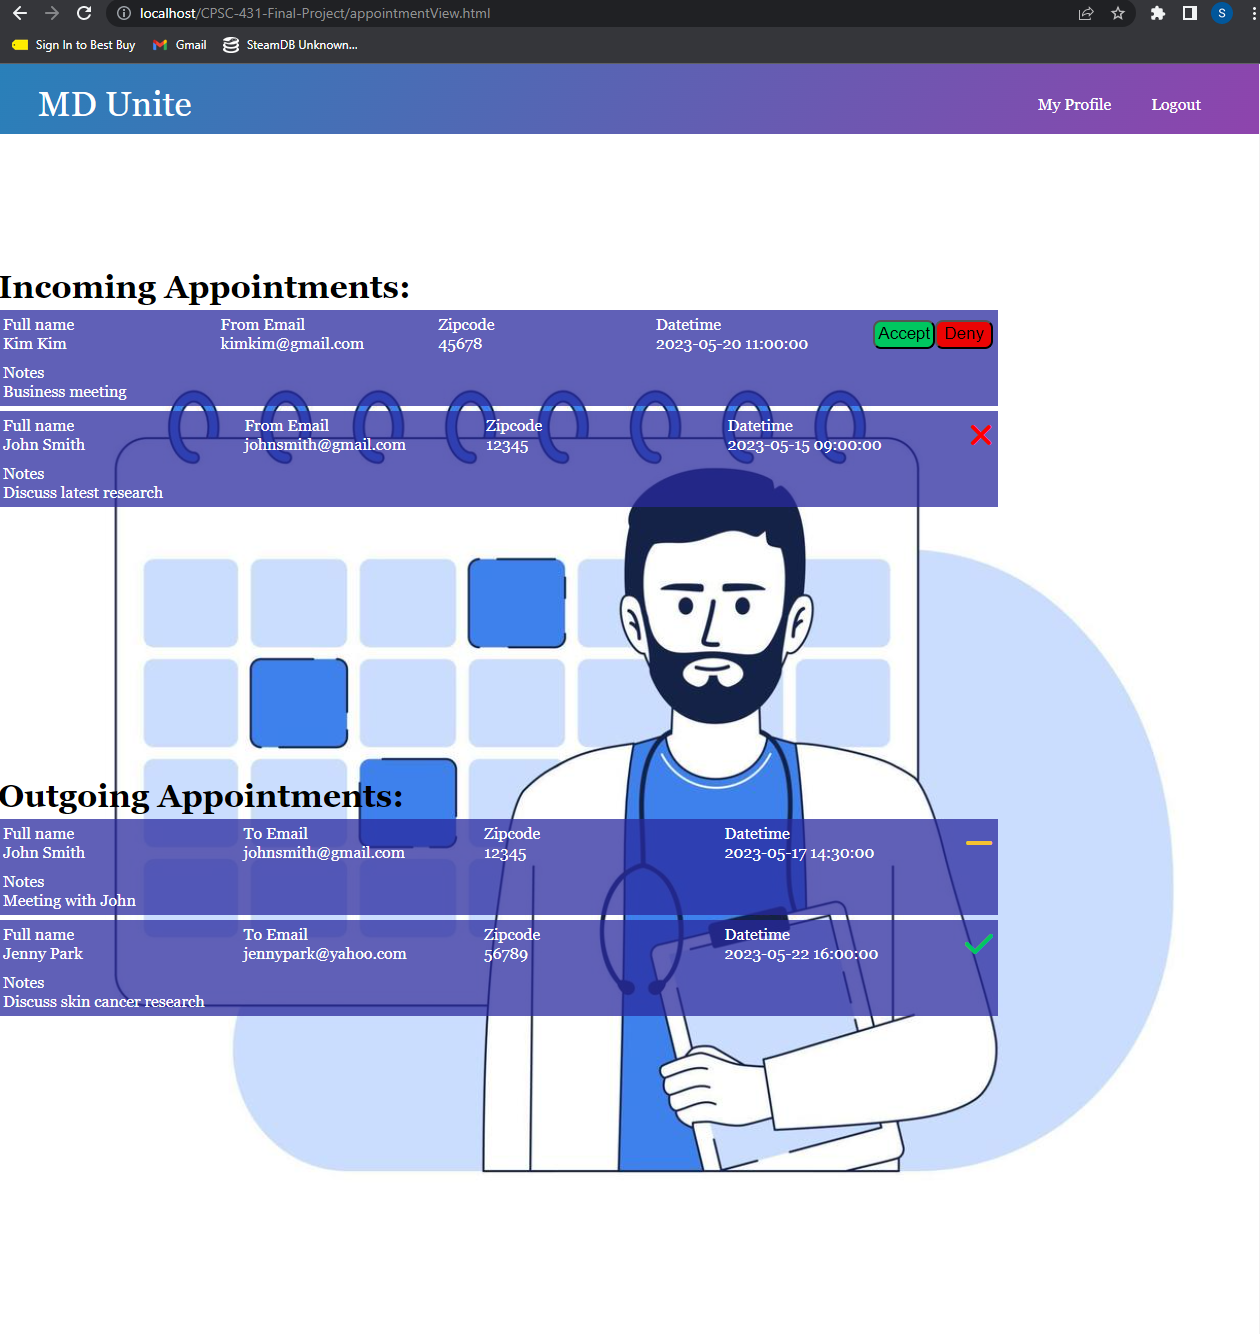 localhost/CPSC-431-Final-Project/appointmentView.html
S
Sign In to Best Buy Gmail SteamDB Unknown...
MD Unite My Profile Logout
Incoming Appointments:
Full name From Email Zipcode Datetime
Kim Kim kimkim@gmail.com 45678 2023-05-20 11:00:00 Accept Deny
Notes
Business meeting
Full name From Email Zipcode Datetime
John Smith johnsmith@gmail.com 12345 2023-05-15 09:00:00
Notes
Discuss latest research
Outgoing Appointments:
Full name To Email Zipcode Datetime
John Smith johnsmith@gmail.com 12345 2023-05-17 14:30:00
Notes
Meeting with John
Full name To Email Zipcode Datetime
Jenny Park jennypark@yahoo.com 56789 2023-05-22 16:00:00
Notes
Discuss skin cancer research